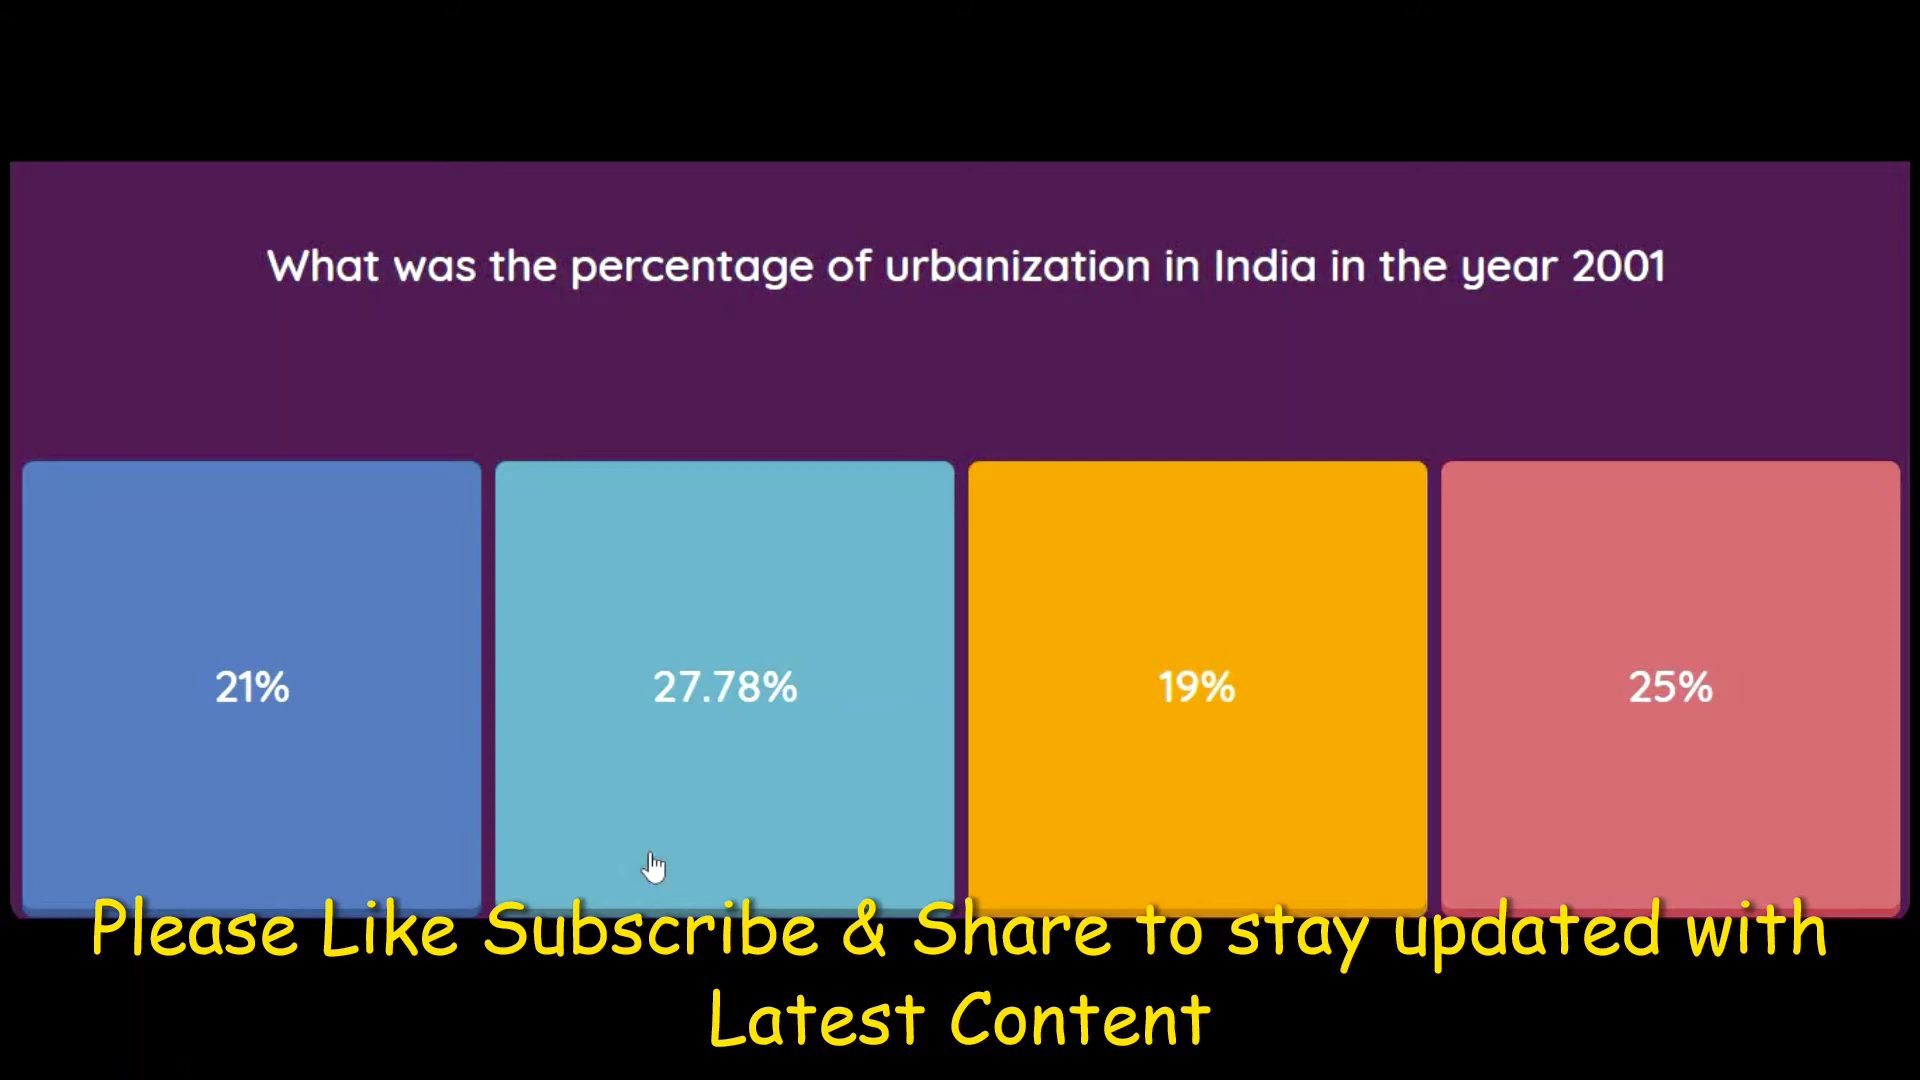 What was the percentage of urbanization in India in the year 2001
21%
27.78%
19%
25%
Please Like Subscribe & Share to stay updated with
Latest Content